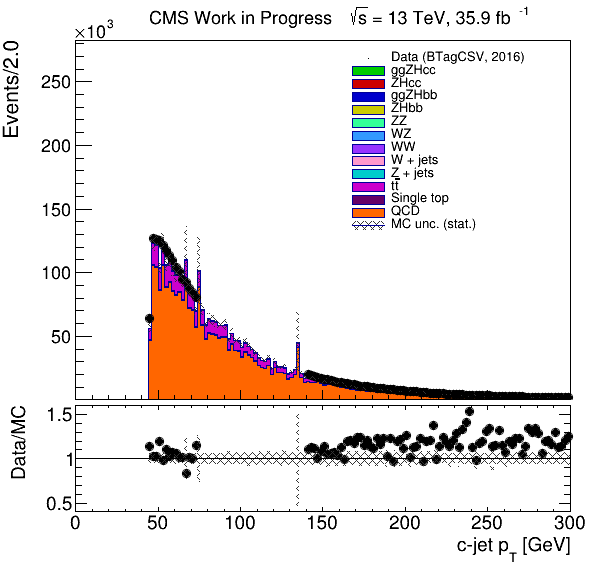 CMS Work in Progress √s = 13 TeV, 35.9 fb⁻¹
×10³
Events/2.0
250
200
150
100
50
Data (BTagCSV, 2016)
ggZHcc
ZHcc
ggZHbb
ZHbb
ZZ
WZ
WW
W + jets
Z + jets
tt̅
Single top
QCD
MC unc. (stat.)
Data/MC
1.5
1
0.5
0 50 100 150 200 250 300
c-jet p_T [GeV]